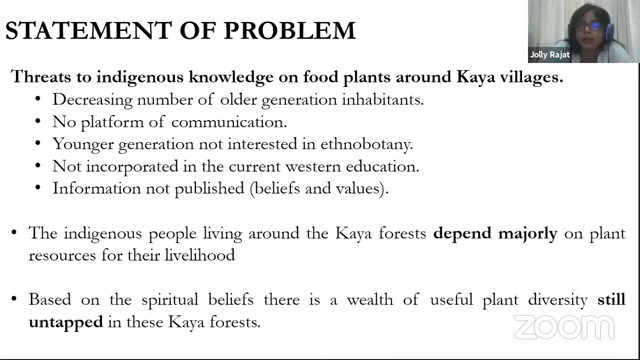 STATEMENT OF PROBLEM
Jolly Rajat
Threats to indigenous knowledge on food plants around Kaya villages.
• Decreasing number of older generation inhabitants.
• No platform of communication.
• Younger generation not interested in ethnobotany.
• Not incorporated in the current western education.
• Information not published (beliefs and values).
• The indigenous people living around the Kaya forests depend majorly on plant
resources for their livelihood
• Based on the spiritual beliefs there is a wealth of useful plant diversity still
untapped in these Kaya forests.
zoom